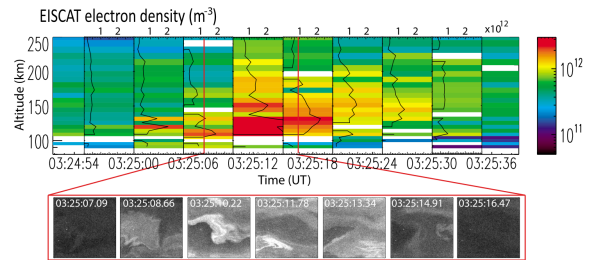 EISCAT electron density (m⁻³)
1 2 1 2 1 2 1 2 1 2 1 2 1 2 1 2 x10¹²
250
200
150
100
Altitude (km)
10¹²
10¹¹
03:24:54 03:25:00 03:25:06 03:25:12 03:25:18 03:25:24 03:25:30 03:25:36
Time (UT)
03:25:07.09 03:25:08.66 03:25:10.22 03:25:11.78 03:25:13.34 03:25:14.91 03:25:16.47